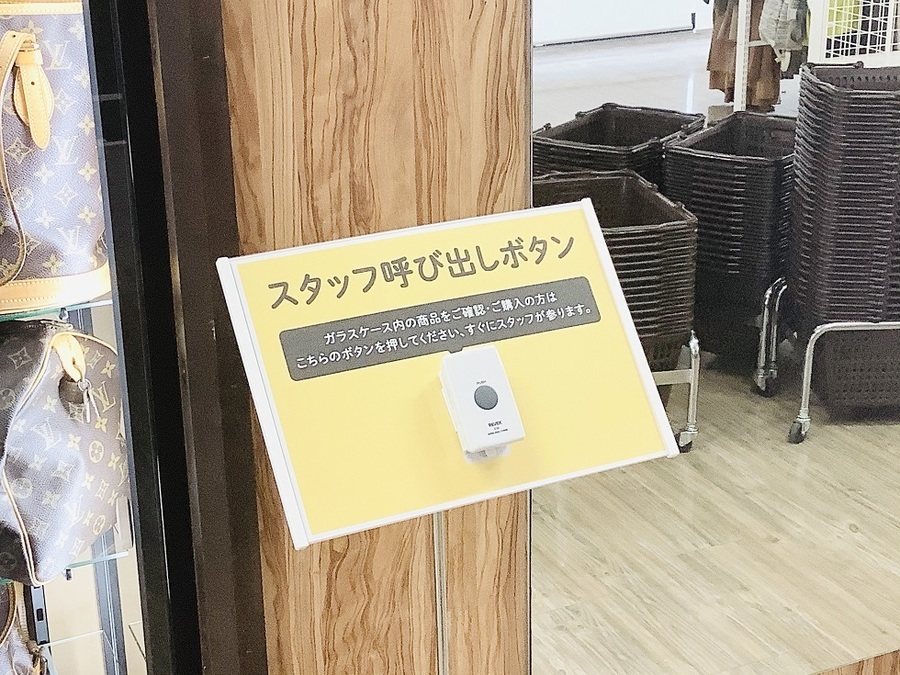 スタッフ呼び出しボタン
ガラスケース内の商品をご確認・ご購入の方は
こちらのボタンを押してください、すぐにスタッフが参ります。
PUSH
REVEX